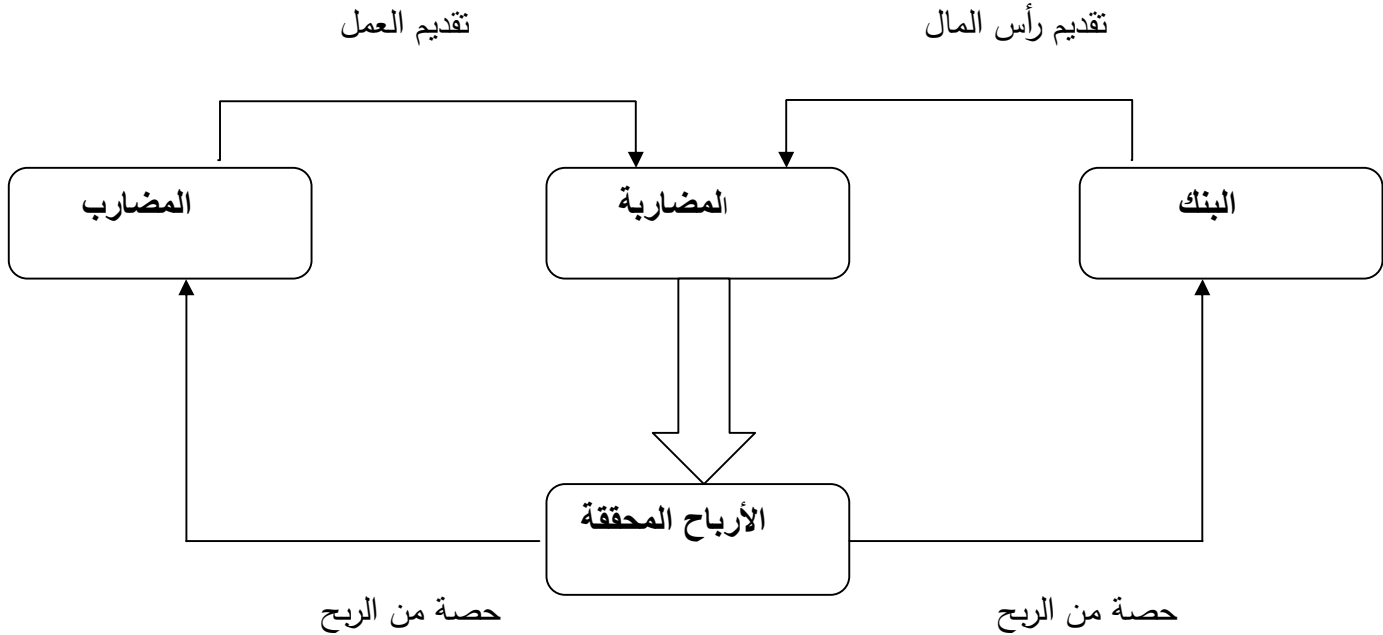 تقديم رأس المال
تقديم العمل
البنك
المضاربة
المضارب
الأرباح المحققة
حصة من الربح
حصة من الربح